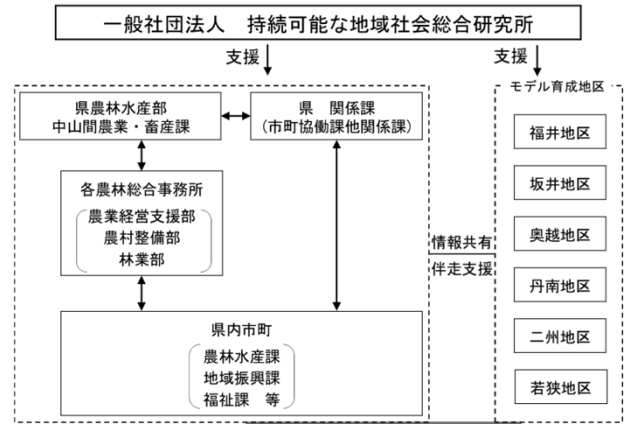 一般社団法人　持続可能な地域社会総合研究所
支援
支援
モデル育成地区
県農林水産部
中山間農業・畜産課
県　関係課
（市町協働課他関係課）
各農林総合事務所
農業経営支援部
農村整備部
林業部
県内市町
農林水産課
地域振興課
福祉課　等
情報共有
伴走支援
福井地区
坂井地区
奥越地区
丹南地区
二州地区
若狭地区